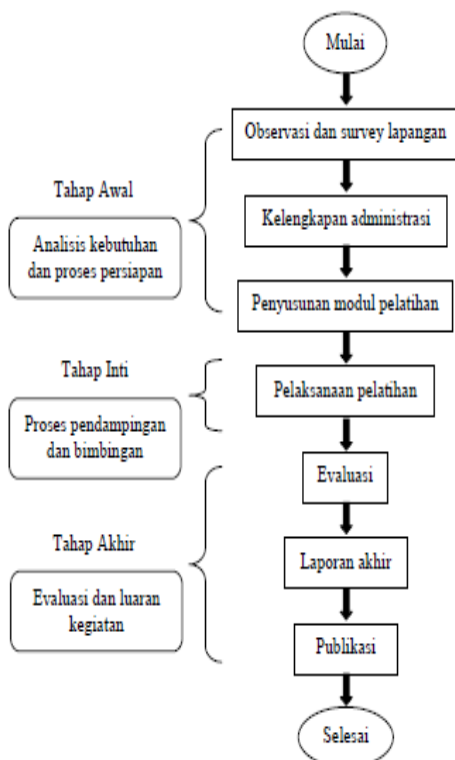 Mulai
Observasi dan survey lapangan
Tahap Awal
Kelengkapan administrasi
Analisis kebutuhan
dan proses persiapan
Penyusunan modul pelatihan
Tahap Inti
Pelaksanaan pelatihan
Proses pendampingan
dan bimbingan
Evaluasi
Tahap Akhir
Laporan akhir
Evaluasi dan luaran
kegiatan
Publikasi
Selesai